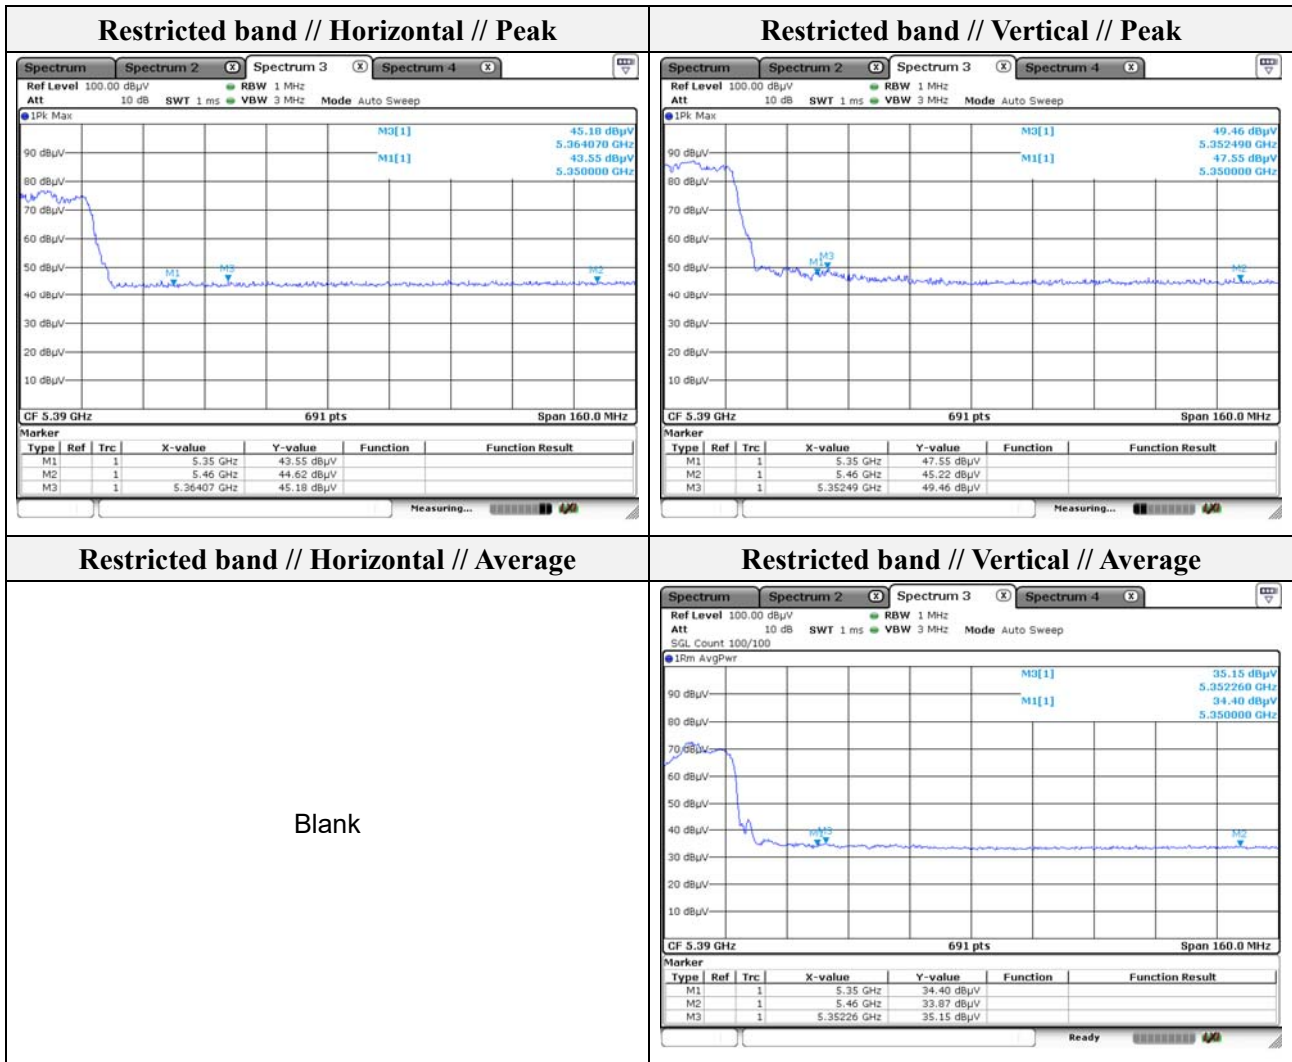 Restricted band // Horizontal // Peak
Restricted band // Vertical // Peak
Spectrum Spectrum 2 X Spectrum 3 X Spectrum 4 X
Ref Level 100.00 dBµV RBW 1 MHz
Att 10 dB SWT 1 ms VBW 3 MHz Mode Auto Sweep
1Pk Max
M3[1] 45.18 dBµV
5.364070 GHz
M1[1] 43.55 dBµV
5.350000 GHz
90 dBµV
80 dBµV
70 dBµV
60 dBµV
50 dBµV
40 dBµV
30 dBµV
20 dBµV
10 dBµV
M1 M3 M2
CF 5.39 GHz 691 pts Span 160.0 MHz
Marker
Type Ref Trc X-value Y-value Function Function Result
M1 1 5.35 GHz 43.55 dBµV
M2 1 5.46 GHz 44.62 dBµV
M3 1 5.36407 GHz 45.18 dBµV
Measuring...
Spectrum Spectrum 2 X Spectrum 3 X Spectrum 4 X
Ref Level 100.00 dBµV RBW 1 MHz
Att 10 dB SWT 1 ms VBW 3 MHz Mode Auto Sweep
1Pk Max
M3[1] 49.46 dBµV
5.352490 GHz
M1[1] 47.55 dBµV
5.350000 GHz
90 dBµV
80 dBµV
70 dBµV
60 dBµV
50 dBµV
40 dBµV
30 dBµV
20 dBµV
10 dBµV
M1 M3 M2
CF 5.39 GHz 691 pts Span 160.0 MHz
Marker
Type Ref Trc X-value Y-value Function Function Result
M1 1 5.35 GHz 47.55 dBµV
M2 1 5.46 GHz 45.22 dBµV
M3 1 5.35249 GHz 49.46 dBµV
Measuring...
Restricted band // Horizontal // Average
Restricted band // Vertical // Average
Blank
Spectrum Spectrum 2 X Spectrum 3 X Spectrum 4 X
Ref Level 100.00 dBµV RBW 1 MHz
Att 10 dB SWT 1 ms VBW 3 MHz Mode Auto Sweep
SGL Count 100/100
1Rm AvgPwr
M3[1] 35.15 dBµV
5.352260 GHz
M1[1] 34.40 dBµV
5.350000 GHz
90 dBµV
80 dBµV
70 dBµV
60 dBµV
50 dBµV
40 dBµV
30 dBµV
20 dBµV
10 dBµV
M1 M3 M2
CF 5.39 GHz 691 pts Span 160.0 MHz
Marker
Type Ref Trc X-value Y-value Function Function Result
M1 1 5.35 GHz 34.40 dBµV
M2 1 5.46 GHz 33.87 dBµV
M3 1 5.35226 GHz 35.15 dBµV
Ready